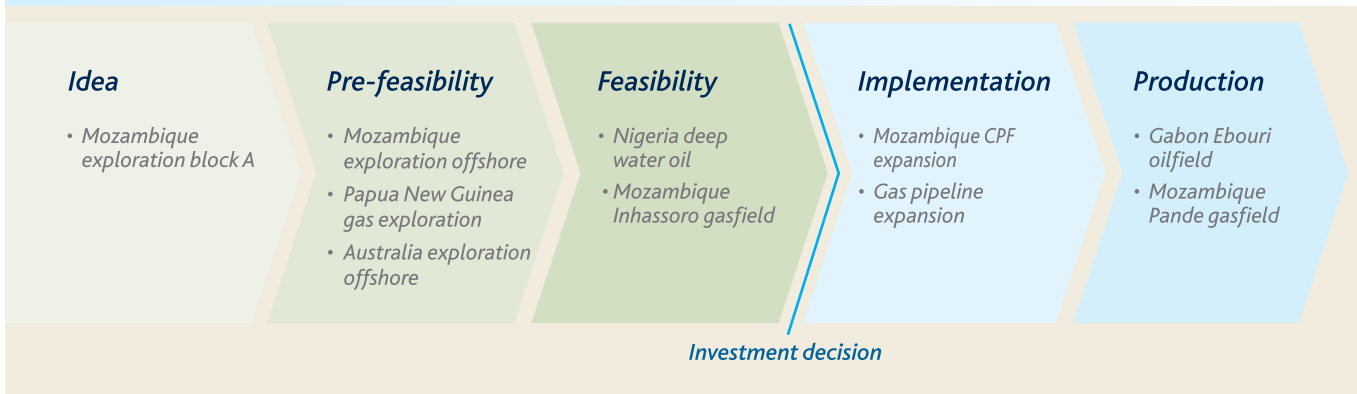 Idea
• Mozambique
exploration block A
Pre-feasibility
• Mozambique
exploration offshore
• Papua New Guinea
gas exploration
• Australia exploration
offshore
Feasibility
• Nigeria deep
water oil
• Mozambique
Inhassoro gasfield
Implementation
• Mozambique CPF
expansion
• Gas pipeline
expansion
Production
• Gabon Ebouri
oilfield
• Mozambique
Pande gasfield
Investment decision